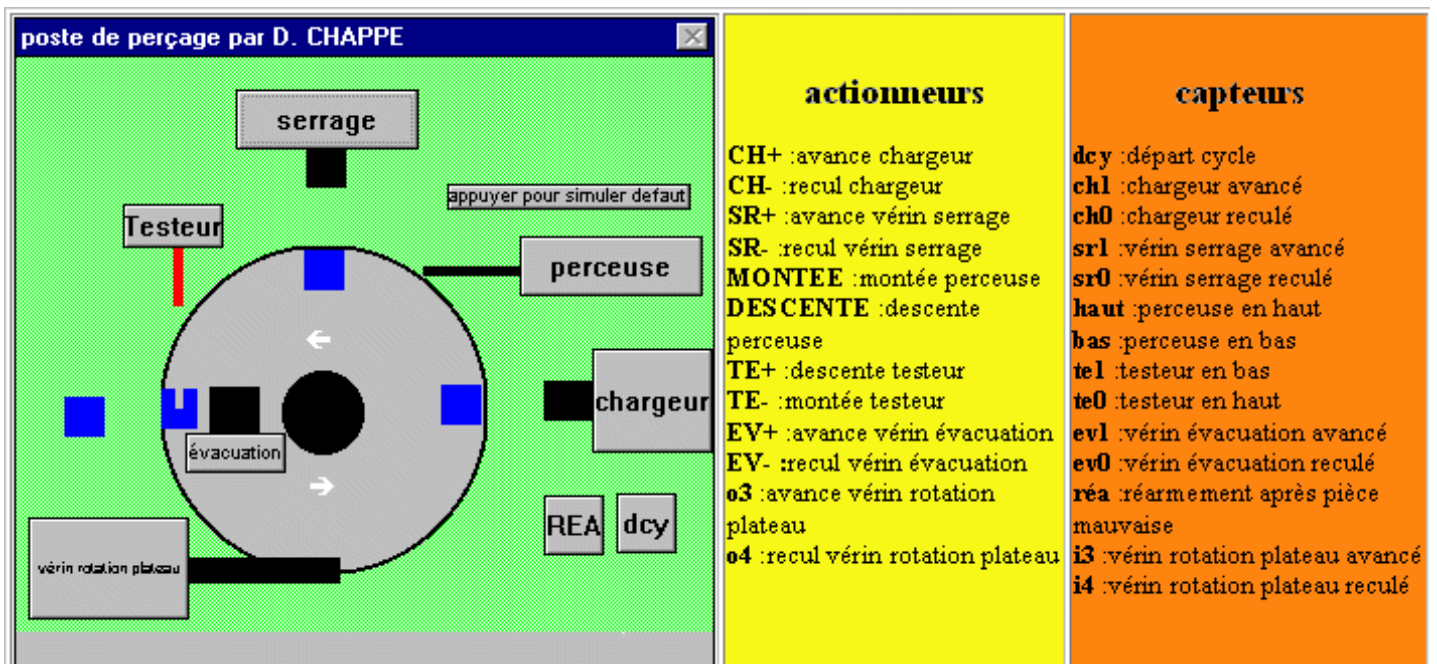 poste de perçage par D. CHAPPE
serrage
appuyer pour simuler defaut
Testeur
perceuse
chargeur
évacuation
REA
dcy
vérin rotation plateau
actionneurs
CH+ :avance chargeur
CH- :recul chargeur
SR+ :avance vérin serrage
SR- :recul vérin serrage
MONTEE :montée perceuse
DESCENTE :descente
perceuse
TE+ :descente testeur
TE- :montée testeur
EV+ :avance vérin évacuation
EV- :recul vérin évacuation
o3 :avance vérin rotation
plateau
o4 :recul vérin rotation plateau
capteurs
dcy :départ cycle
ch1 :chargeur avancé
ch0 :chargeur reculé
sr1 :vérin serrage avancé
sr0 :vérin serrage reculé
haut :perceuse en haut
bas :perceuse en bas
te1 :testeur en bas
te0 :testeur en haut
ev1 :vérin évacuation avancé
ev0 :vérin évacuation reculé
réa :réarmement après pièce
mauvaise
i3 :vérin rotation plateau avancé
i4 :vérin rotation plateau reculé